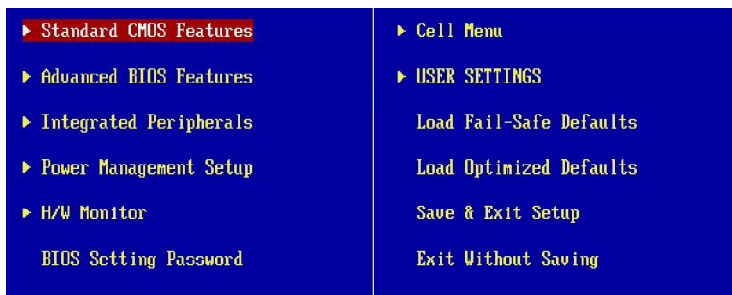 Standard CMOS Features
Advanced BIOS Features
Integrated Peripherals
Power Management Setup
H/W Monitor
BIOS Setting Password
Cell Menu
USER SETTINGS
Load Fail-Safe Defaults
Load Optimized Defaults
Save & Exit Setup
Exit Without Saving